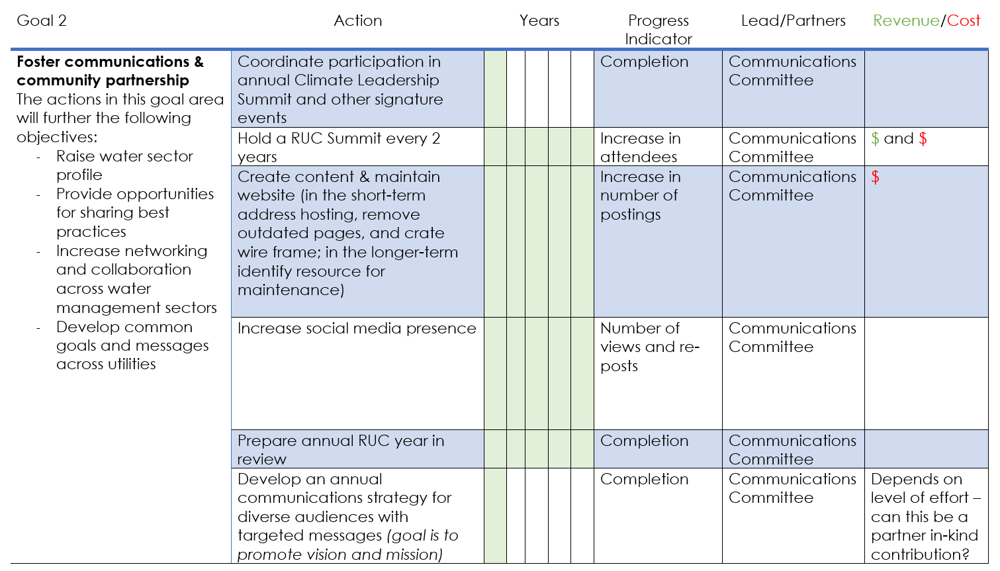 Goal 2
Action
Years
Progress
Indicator
Lead/Partners
Revenue/Cost
Foster communications &
community partnership
The actions in this goal area
will further the following
objectives:
- Raise water sector
profile
- Provide opportunities
for sharing best
practices
- Increase networking
and collaboration
across water
management sectors
- Develop common
goals and messages
across utilities
Coordinate participation in
annual Climate Leadership
Summit and other signature
events
Completion
Communications
Committee
Hold a RUC Summit every 2
years
Increase in
attendees
Communications
Committee
$ and $
Create content & maintain
website (in the short-term
address hosting, remove
outdated pages, and crate
wire frame; in the longer-term
identify resource for
maintenance)
Increase in
number of
postings
Communications
Committee
$
Increase social media presence
Number of
views and re-
posts
Communications
Committee
Prepare annual RUC year in
review
Completion
Communications
Committee
Develop an annual
communications strategy for
diverse audiences with
targeted messages (goal is to
promote vision and mission)
Completion
Communications
Committee
Depends on
level of effort –
can this be a
partner in-kind
contribution?